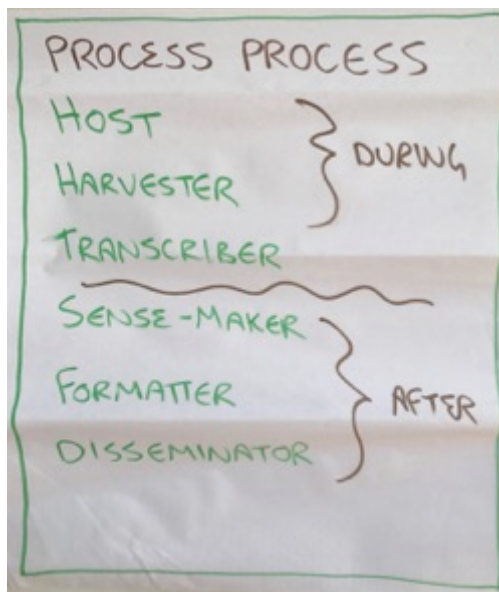 PROCESS PROCESS
HOST
HARVESTER
DURING
TRANSCRIBER
SENSE-MAKER
FORMATTER
AFTER
DISSEMINATOR